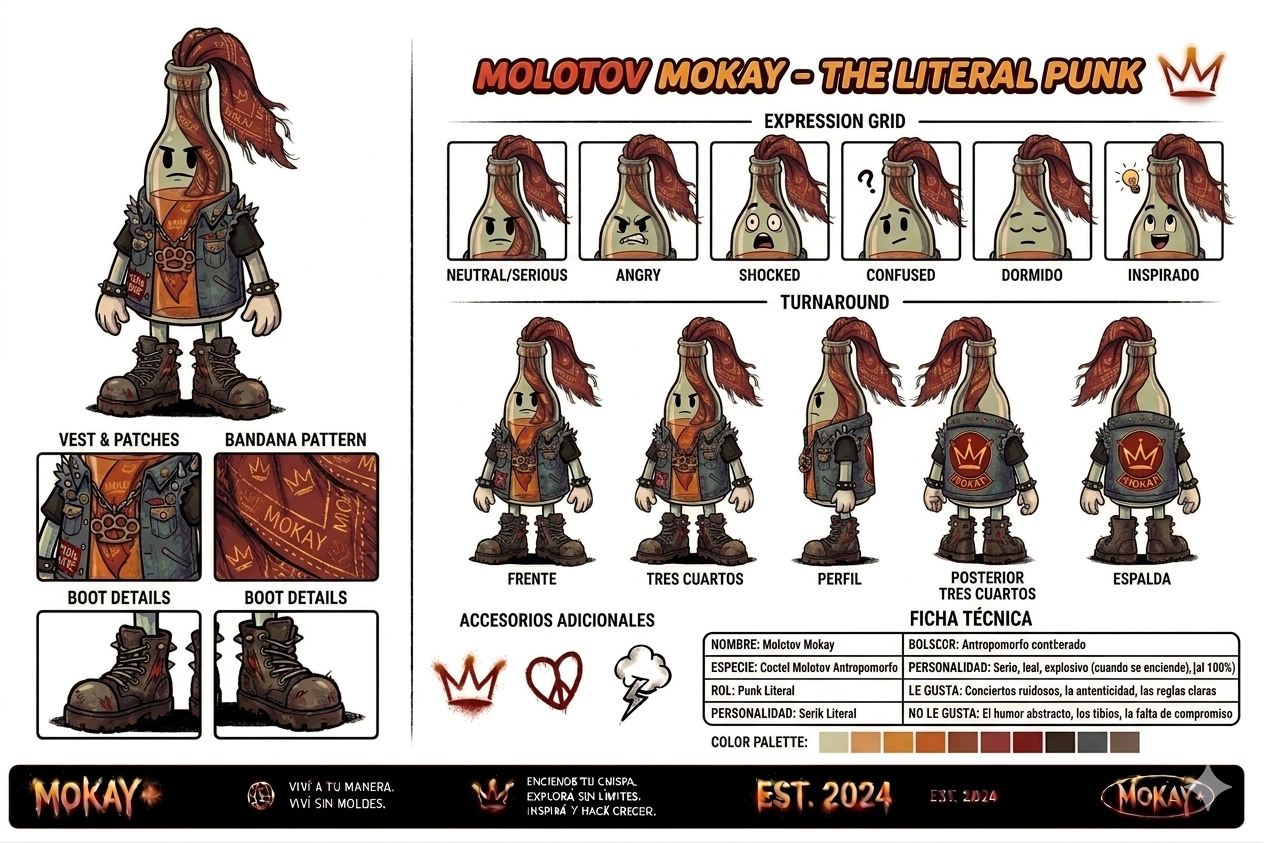 MOLOTOV MOKAY - THE LITERAL PUNK
EXPRESSION GRID
NEUTRAL/SERIOUS
ANGRY
SHOCKED
?
CONFUSED
DORMIDO
INSPIRADO
TURNAROUND
MOKAY
MOKAY
FRENTE
TRES CUARTOS
PERFIL
POSTERIOR
TRES CUARTOS
ESPALDA
VEST & PATCHES
BANDANA PATTERN
MOKAY
BOOT DETAILS
BOOT DETAILS
ACCESORIOS ADICIONALES
FICHA TÉCNICA
NOMBRE: Molctov Mokay
BOLSCOR: Antropomorfo contterado
ESPECIE: Coctel Molotov Antropomorfo
PERSONALIDAD: Serio, leal, explosivo (cuando se enciende),|al 100%)
ROL: Punk Literal
LE GUSTA: Conciertos ruidosos, la antenticidad, las reglas claras
PERSONALIDAD: Serik Literal
NO LE GUSTA: El humor abstracto, los tibios, la falta de compromiso
COLOR PALETTE:
MOKAY
VIVÍ A TU MANERA.
VIVÍ SIN MOLDES.
ENCIENOB TU CNISPA.
EXPLORÁ SIN LÍMITES.
INSPIRÁ Y HACK CRECER.
EST. 2024
EST. 2024
MOKAY